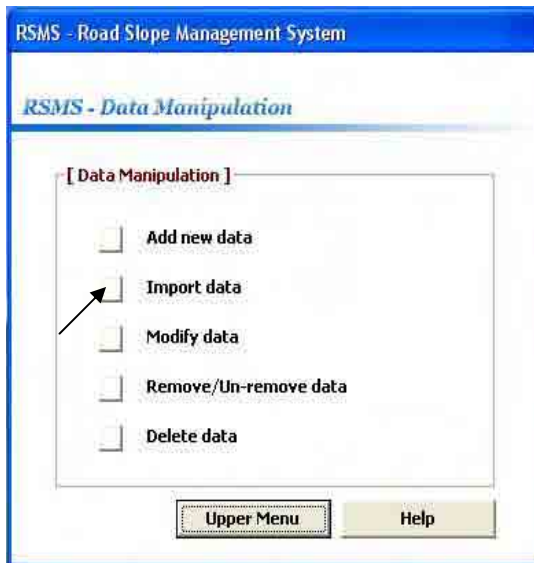 RSMS - Road Slope Management System
RSMS - Data Manipulation
[ Data Manipulation ]
Add new data
Import data
Modify data
Remove/Un-remove data
Delete data
Upper Menu
Help